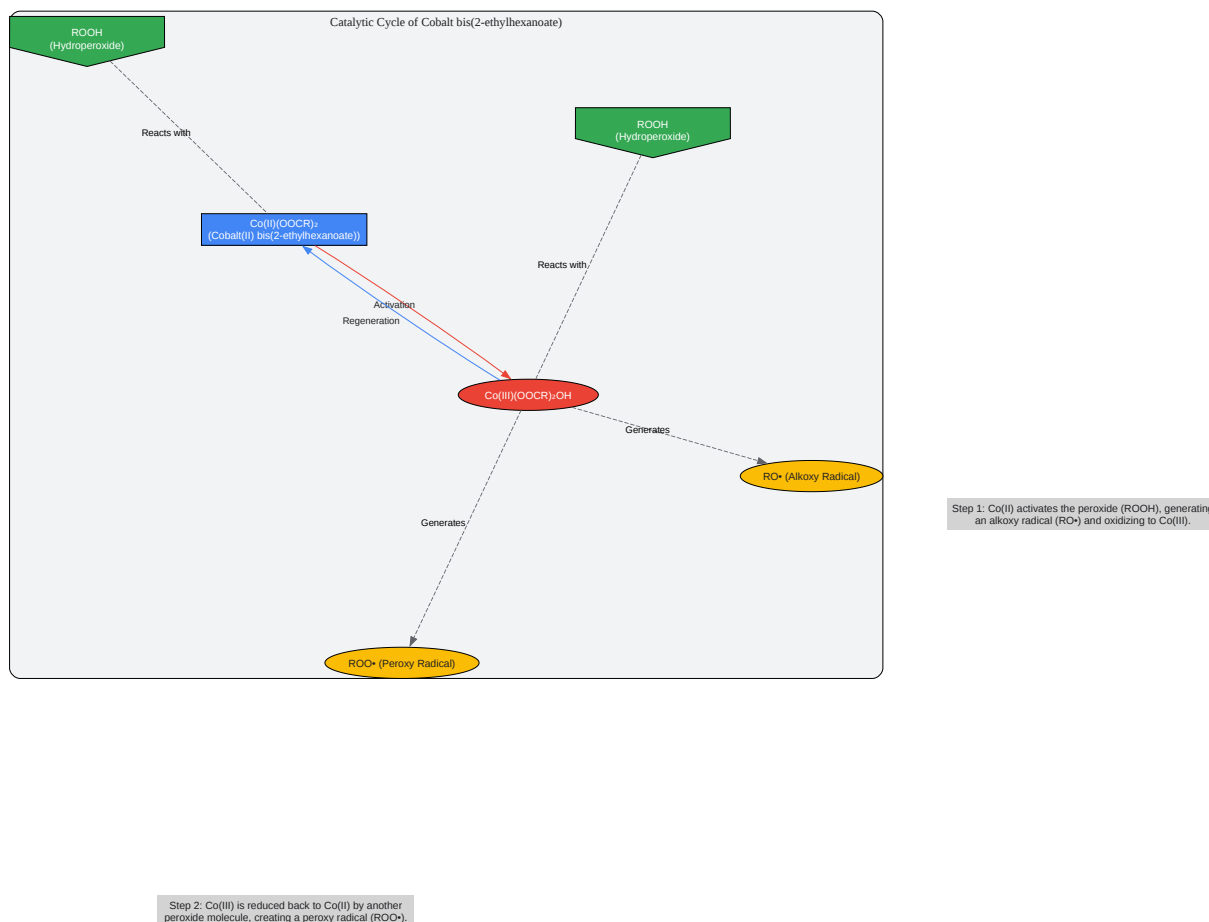 Catalytic Cycle of Cobalt bis(2-ethylhexanoate)
ROOH
(Hydroperoxide)
Reacts with
ROOH
(Hydroperoxide)
Co(II)(OOCR)₂
(Cobalt(II) bis(2-ethylhexanoate))
Reacts with
Activation
Regeneration
Co(III)(OOCR)₂OH
Generates
RO• (Alkoxy Radical)
Step 1: Co(II) activates the peroxide (ROOH), generating
an alkoxy radical (RO•) and oxidizing to Co(III).
Generates
ROO• (Peroxy Radical)
Step 2: Co(III) is reduced back to Co(II) by another
peroxide molecule, creating a peroxy radical (ROO•).